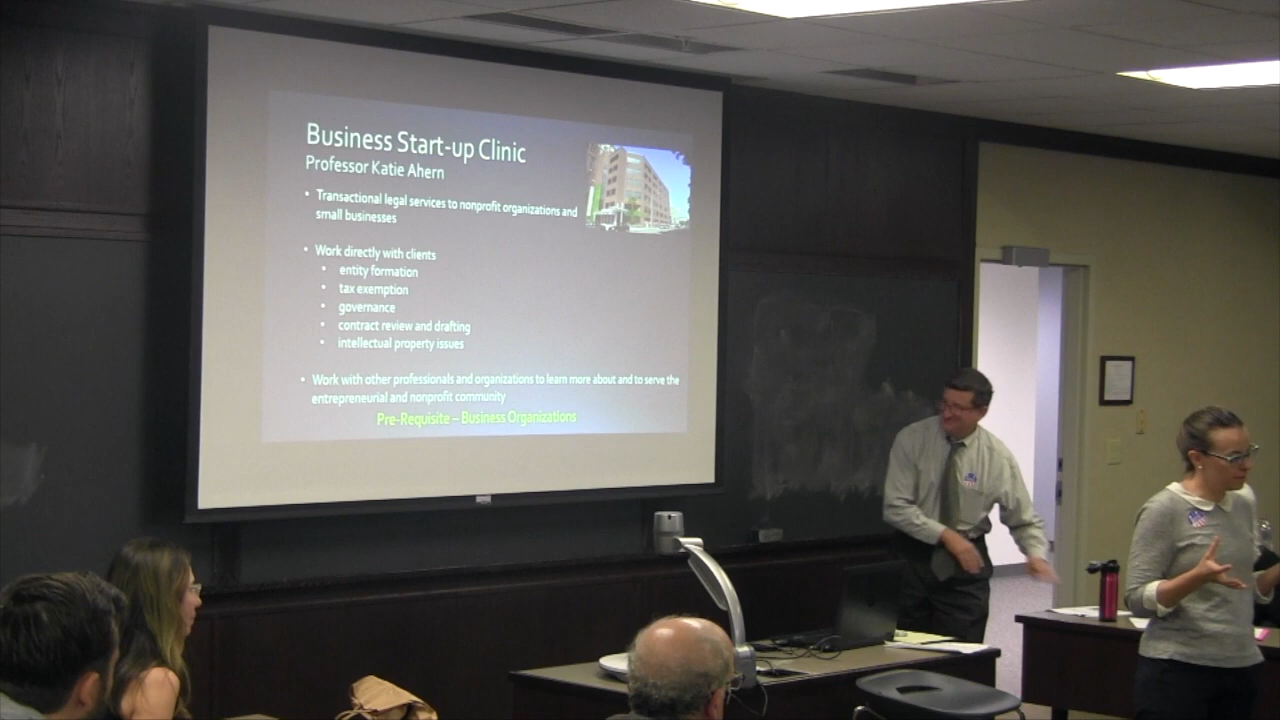 Business Start-up Clinic
Professor Katie Ahern
• Transactional legal services to nonprofit organizations and
small businesses
• Work directly with clients
• entity formation
• tax exemption
• governance
• contract review and drafting
• intellectual property issues
• Work with other professionals and organizations to learn more about and to serve the
entrepreneurial and nonprofit community
Pre-Requisite – Business Organizations